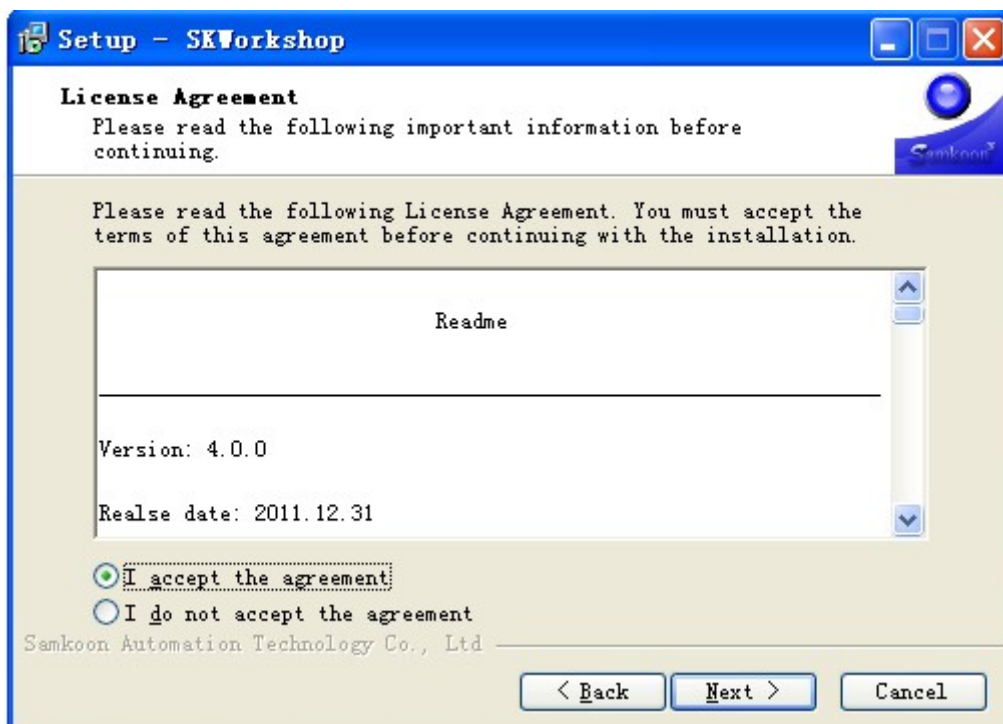 Setup - SKWorkshop
License Agreement
Please read the following important information before
continuing.
Samkoon
Please read the following License Agreement. You must accept the
terms of this agreement before continuing with the installation.
Readme
Version: 4.0.0
Realse date: 2011.12.31
I accept the agreement
I do not accept the agreement
Samkoon Automation Technology Co., Ltd
< Back
Next >
Cancel